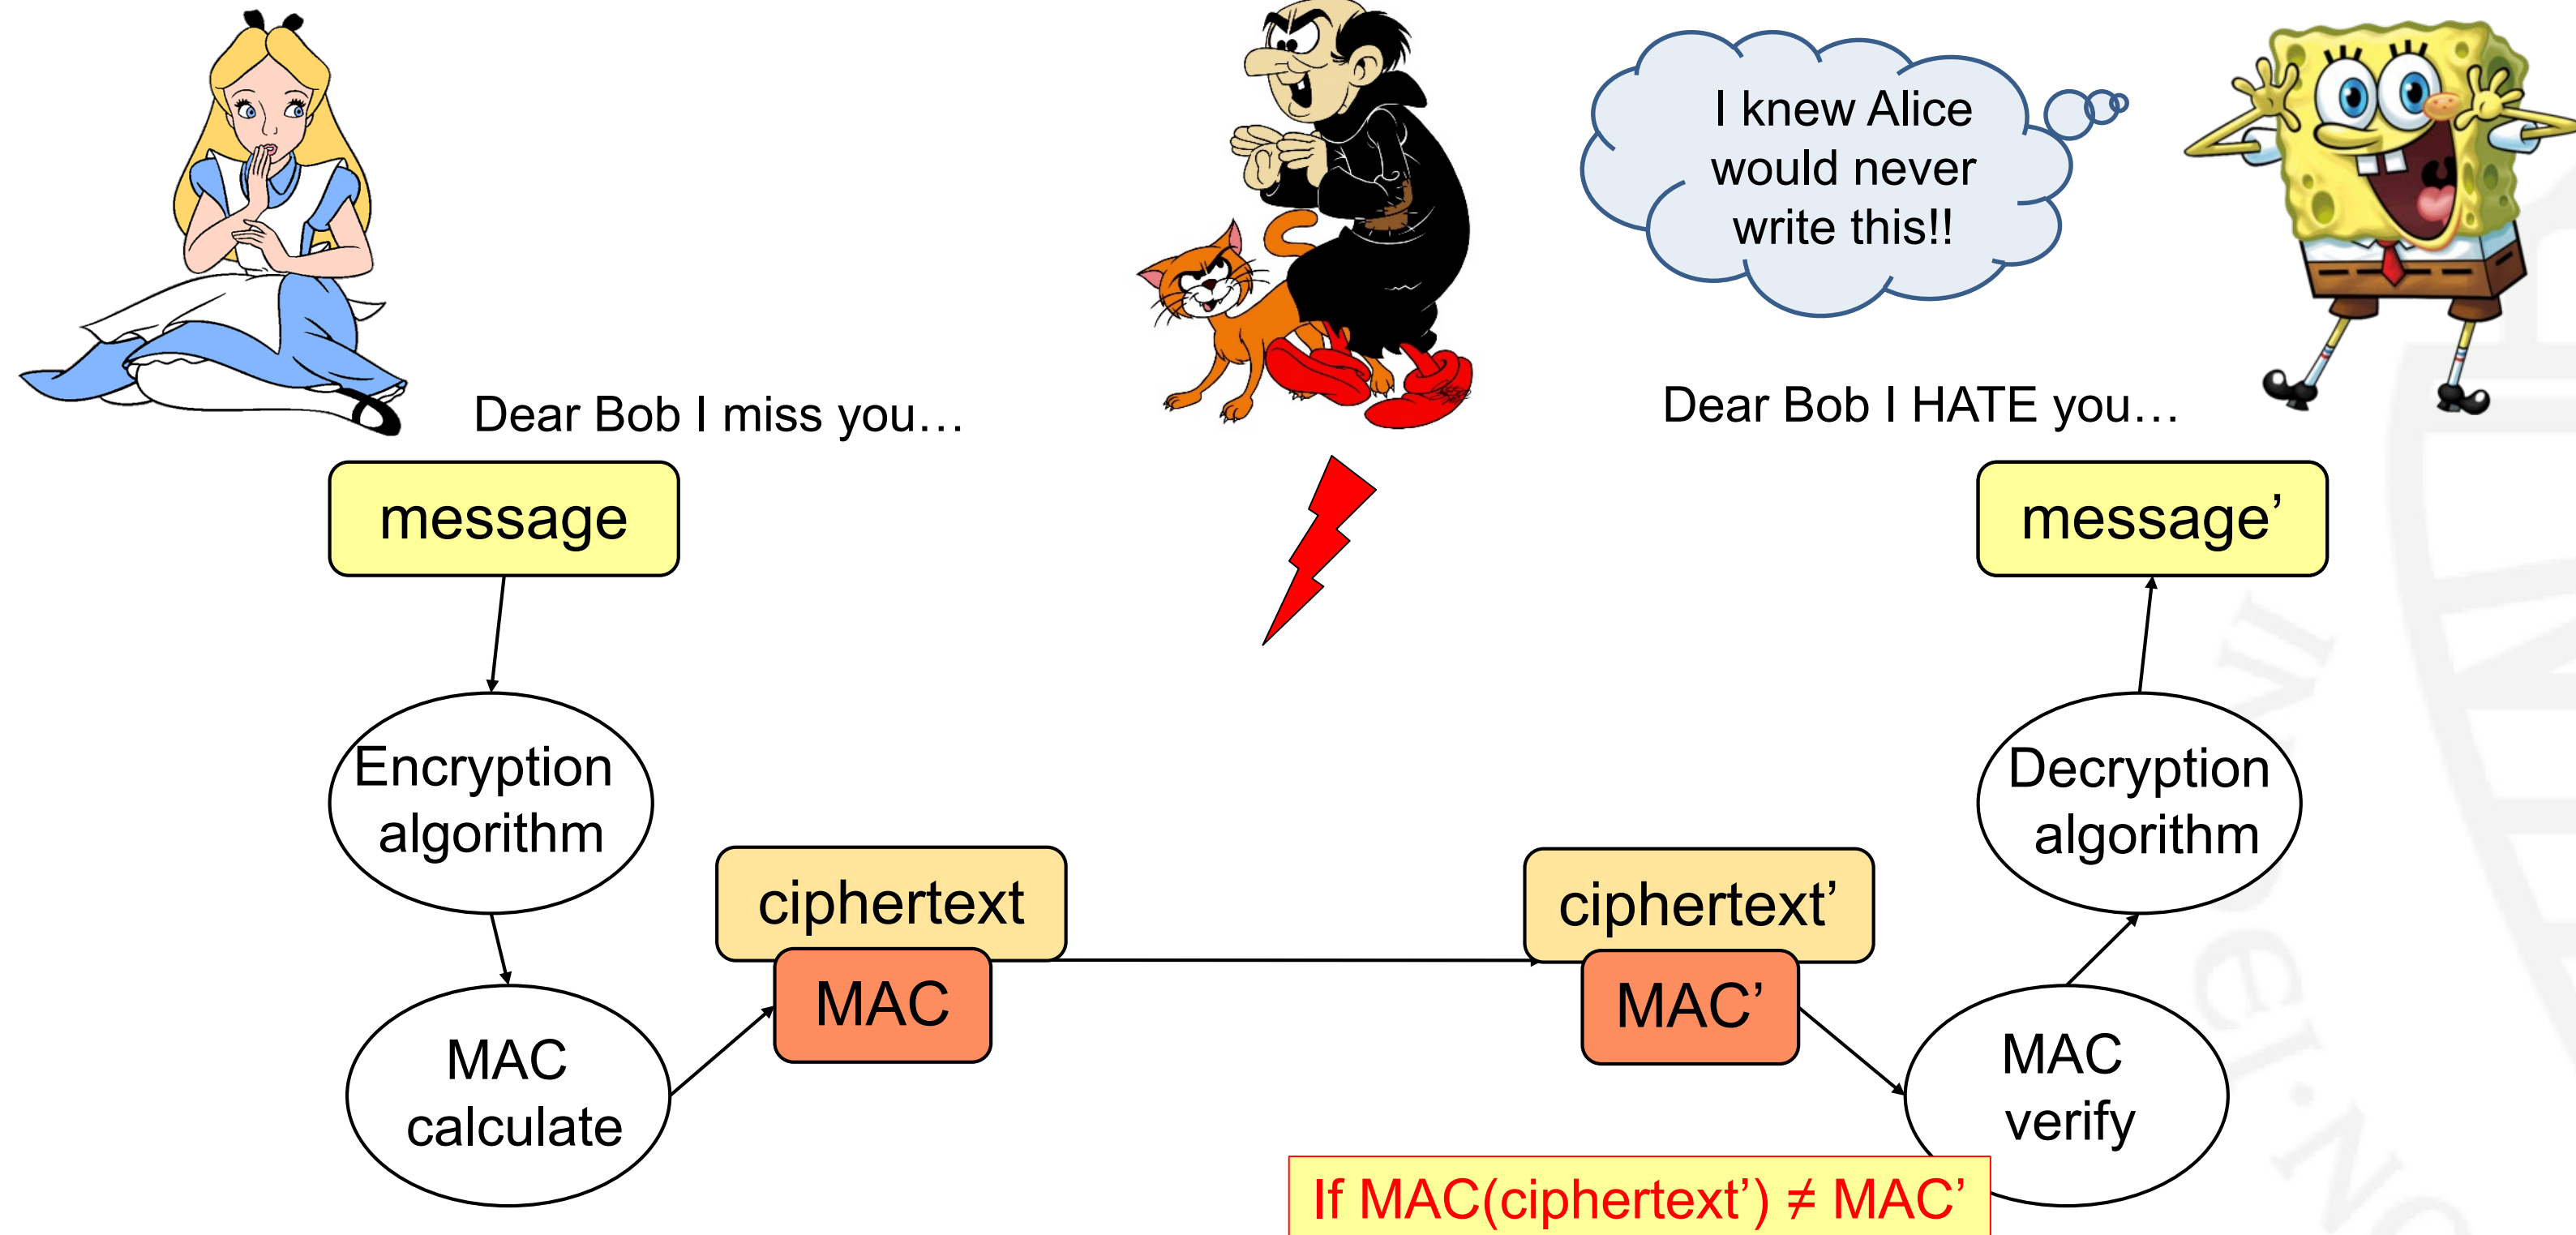 I knew Alice
would never
write this!!
Dear Bob I miss you…
Dear Bob I HATE you…
message
message’
Encryption
algorithm
Decryption
algorithm
ciphertext
ciphertext’
MAC
MAC’
MAC
calculate
MAC
verify
If MAC(ciphertext’) ≠ MAC’